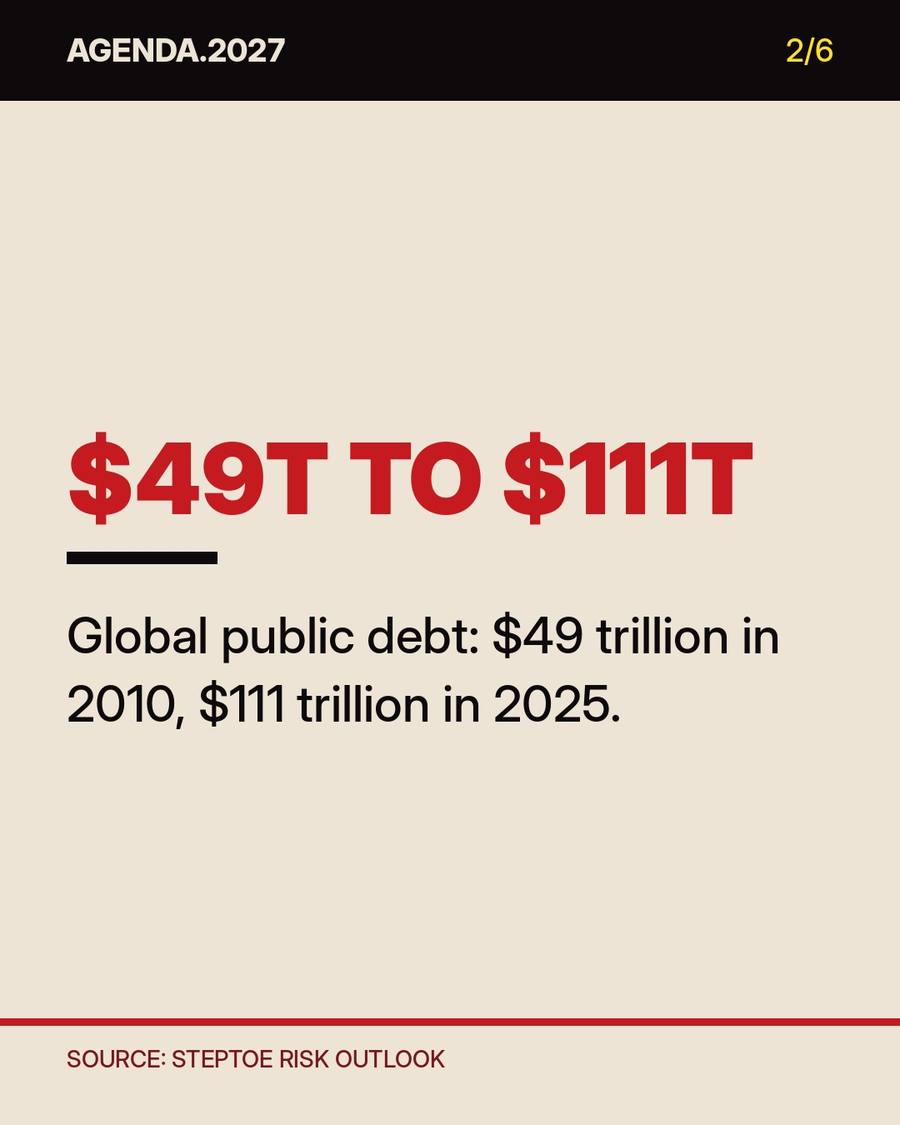 AGENDA.2027
2/6
$49T TO $111T
Global public debt: $49 trillion in
2010, $111 trillion in 2025.
SOURCE: STEPTOE RISK OUTLOOK